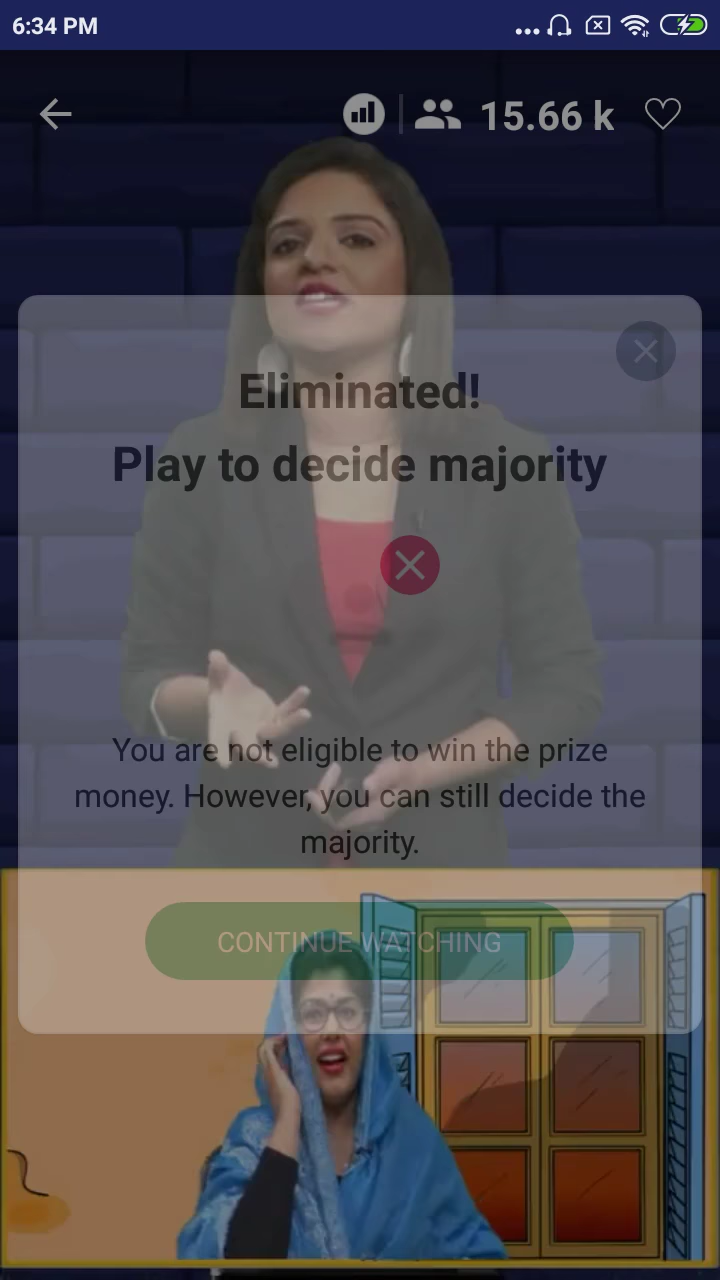 6:34 PM
15.66 k
Eliminated!
Play to decide majority
You are not eligible to win the prize
money. However, you can still decide the
majority.
CONTINUE WATCHING